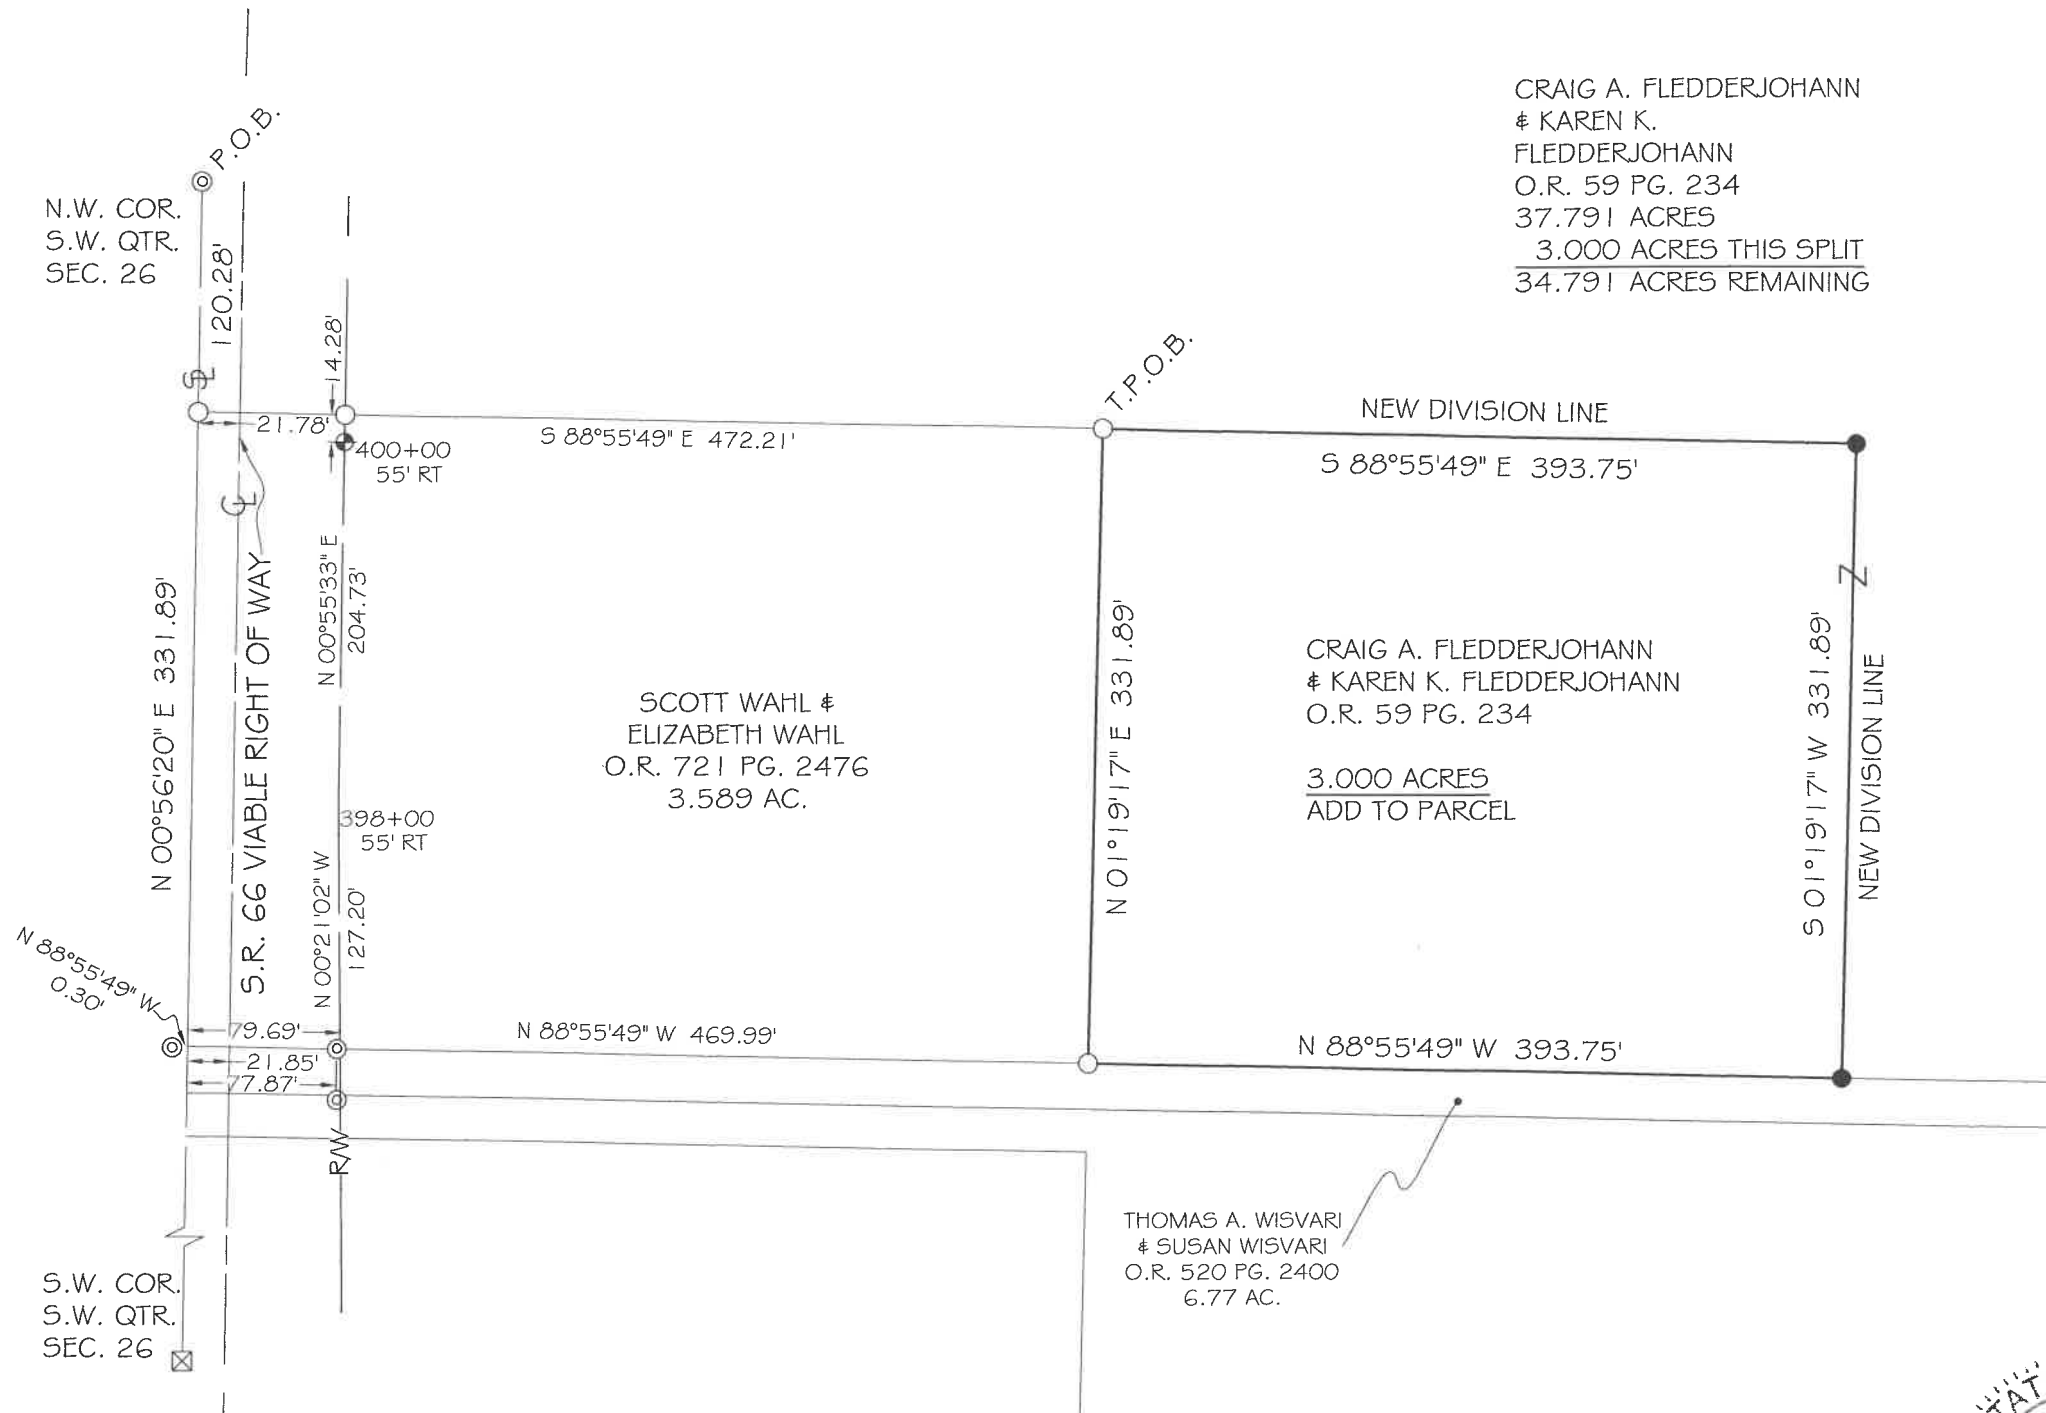 CRAIG A. FLEDDERJOHANN
& KAREN K.
FLEDDERJOHANN
O.R. 59 PG. 234
37.791 ACRES
3.000 ACRES THIS SPLIT
34.791 ACRES REMAINING
P.O.B.
N.W. COR.
S.W. QTR.
SEC. 26
120.28'
14.28'
SL
21.78'
400+00
55' RT
CL
S 88°55'49" E 472.21'
T.P.O.B.
NEW DIVISION LINE
S 88°55'49" E 393.75'
N 00°56'20" E 331.89'
S.R. 66 VIABLE RIGHT OF WAY
N 00°55'33" E
204.73'
398+00
55' RT
N 00°21'02" W
127.20'
SCOTT WAHL &
ELIZABETH WAHL
O.R. 721 PG. 2476
3.589 AC.
N 01°19'17" E 331.89'
CRAIG A. FLEDDERJOHANN
& KAREN K. FLEDDERJOHANN
O.R. 59 PG. 234
3.000 ACRES
ADD TO PARCEL
Z
S 01°19'17" W 331.89'
NEW DIVISION LINE
N 88°55'49" W
0.30'
79.69'
21.85'
77.87'
N 88°55'49" W 469.99'
N 88°55'49" W 393.75'
R/W
THOMAS A. WISVARI
& SUSAN WISVARI
O.R. 520 PG. 2400
6.77 AC.
S.W. COR.
S.W. QTR.
SEC. 26